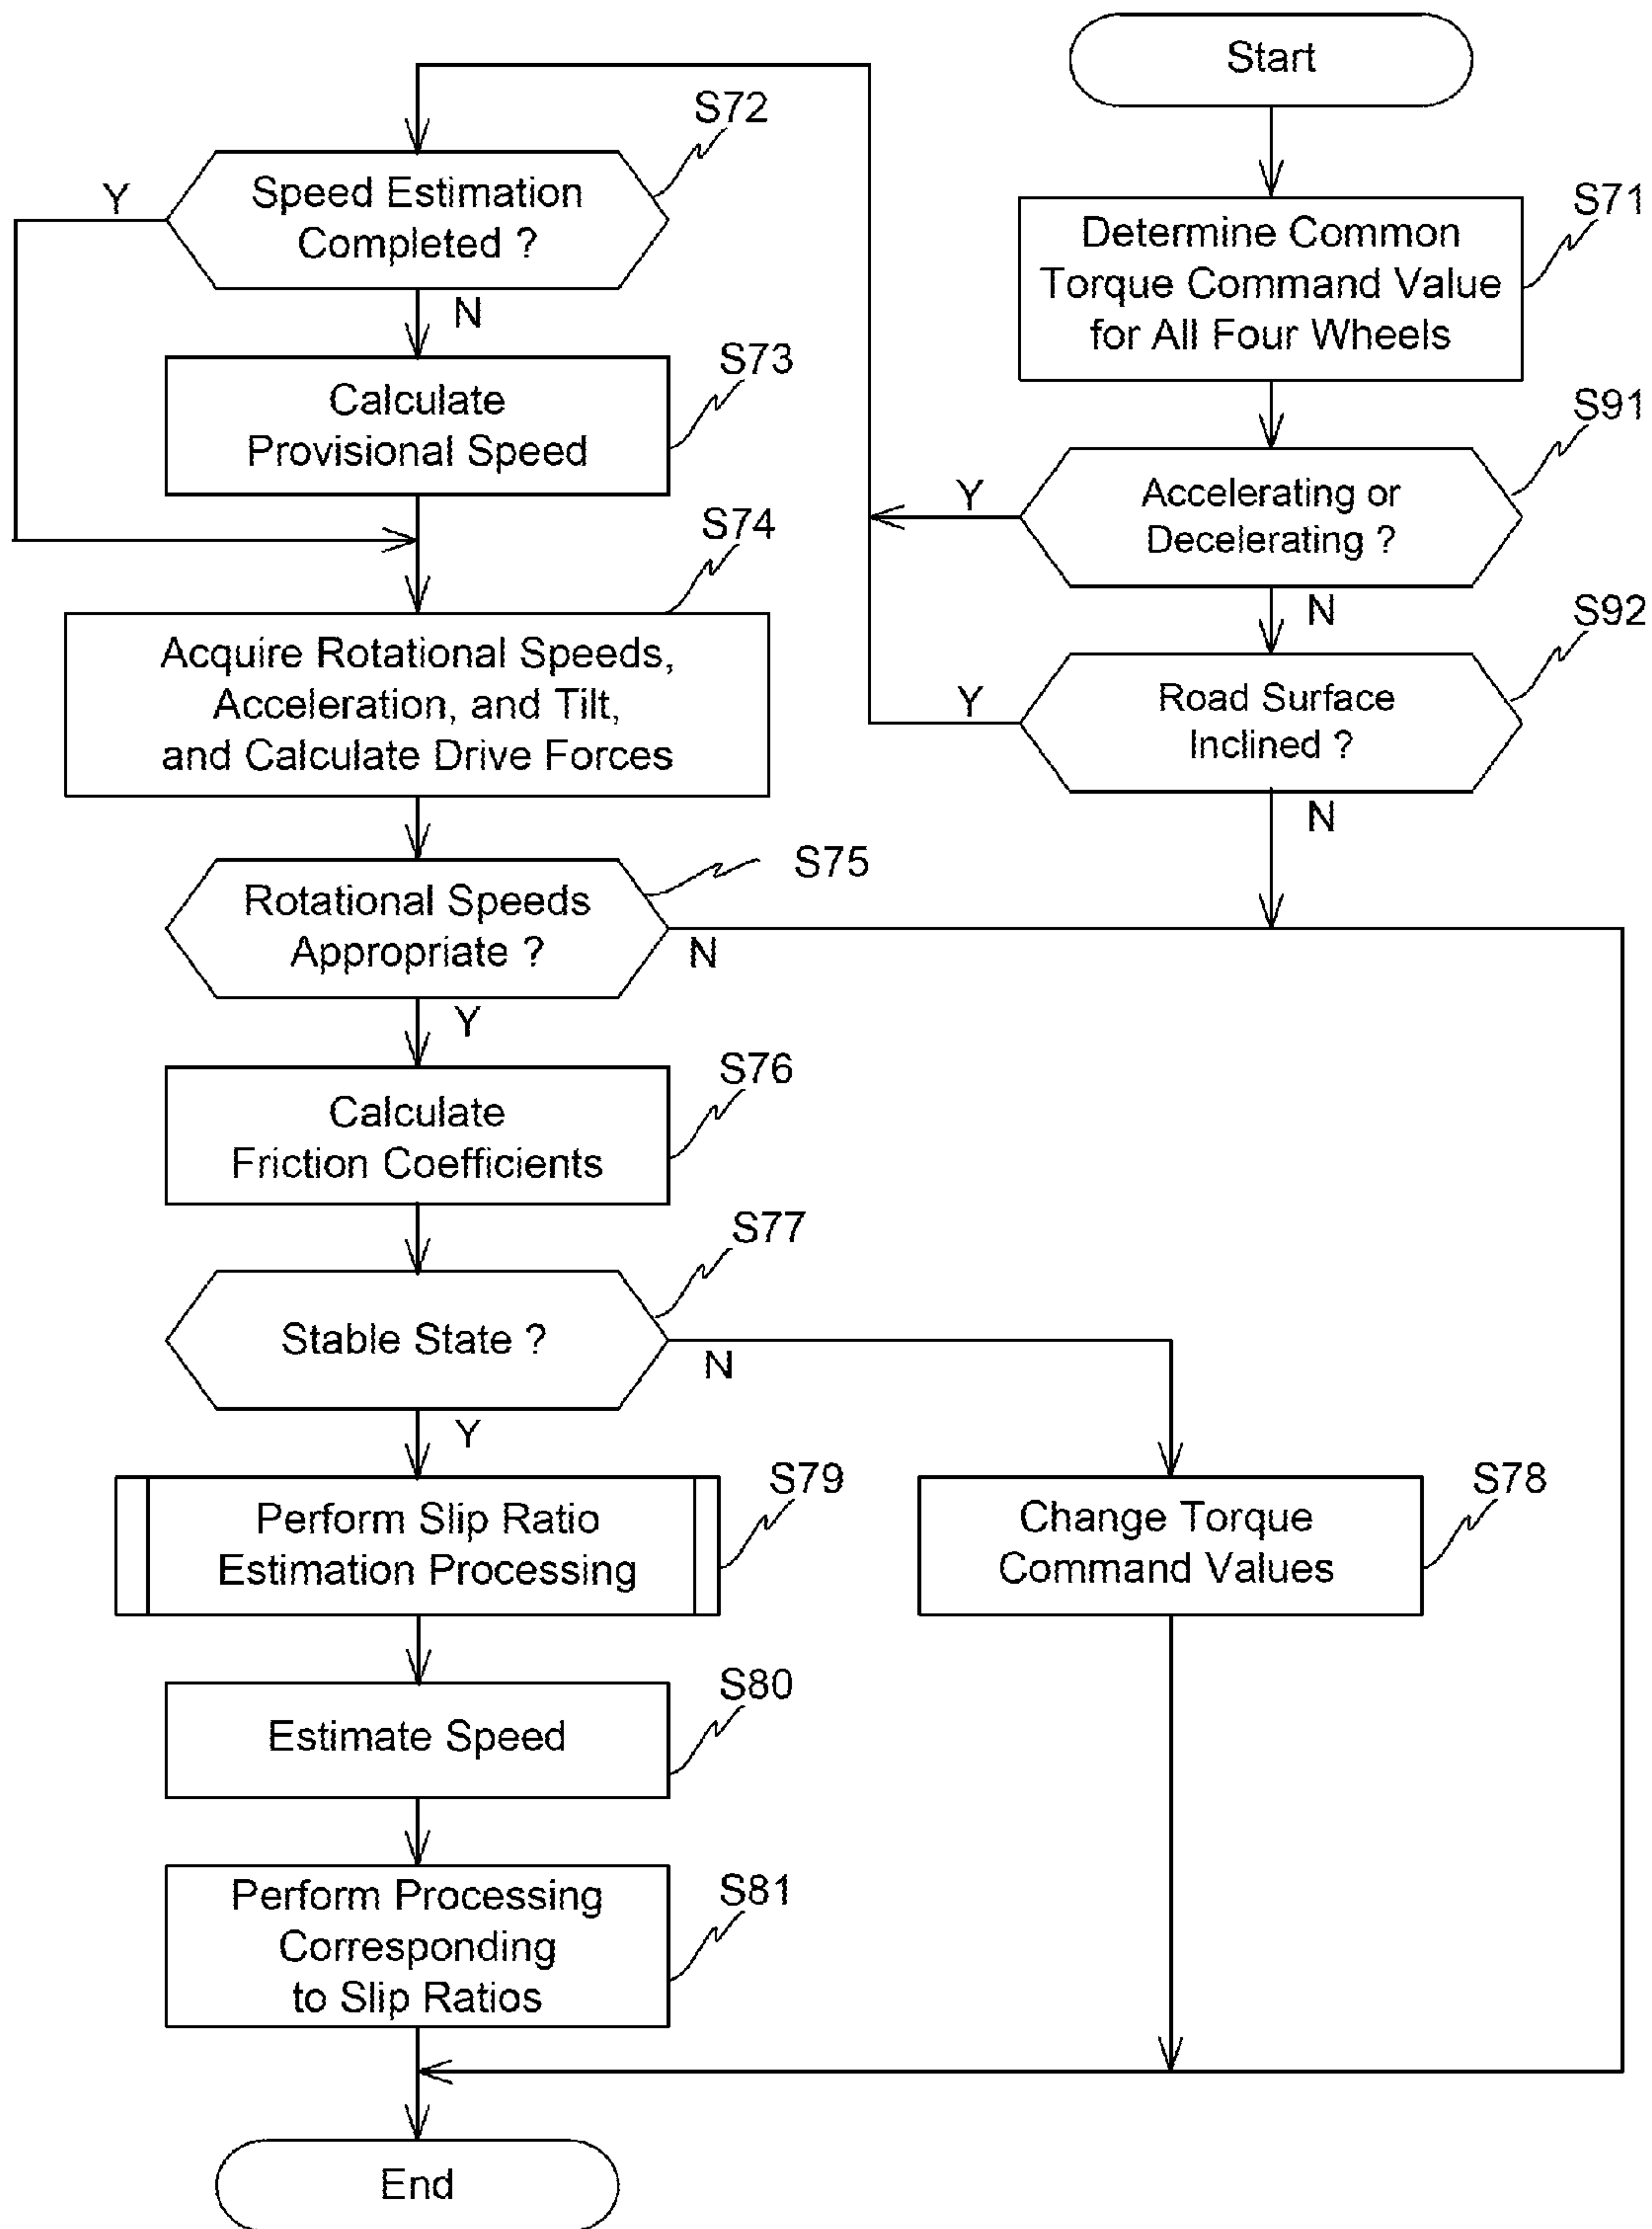 Start
S71
Determine Common
Torque Command Value
for All Four Wheels
S91
Accelerating or
Decelerating ?
Y
N
S92
Road Surface
Inclined ?
Y
N
S72
Speed Estimation
Completed ?
Y
N
S73
Calculate
Provisional Speed
S74
Acquire Rotational Speeds,
Acceleration, and Tilt,
and Calculate Drive Forces
S75
Rotational Speeds
Appropriate ?
N
Y
S76
Calculate
Friction Coefficients
S77
Stable State ?
N
Y
S79
Perform Slip Ratio
Estimation Processing
S78
Change Torque
Command Values
S80
Estimate Speed
S81
Perform Processing
Corresponding
to Slip Ratios
End